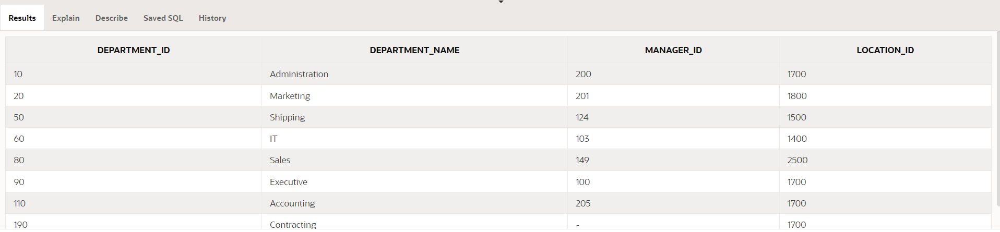 Results Explain Describe Saved SQL History
DEPARTMENT_ID DEPARTMENT_NAME MANAGER_ID LOCATION_ID
10 Administration 200 1700
20 Marketing 201 1800
50 Shipping 124 1500
60 IT 103 1400
80 Sales 149 2500
90 Executive 100 1700
110 Accounting 205 1700
190 Contracting - 1700